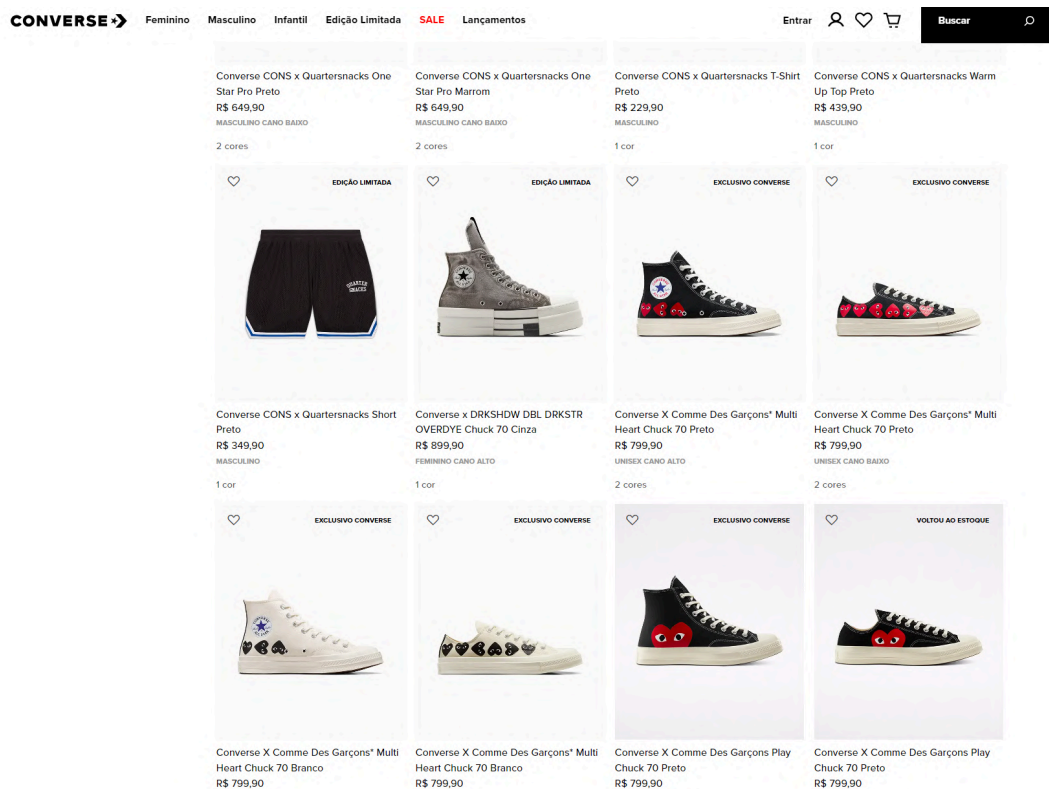 CONVERSE
Feminino Masculino Infantil Edição Limitada SALE Lançamentos
Entrar
Buscar
Converse CONS x Quartersnacks One
Star Pro Preto
R$ 649,90
MASCULINO CANO BAIXO
2 cores
Converse CONS x Quartersnacks One
Star Pro Marrom
R$ 649,90
MASCULINO CANO BAIXO
2 cores
Converse CONS x Quartersnacks T-Shirt
Preto
R$ 229,90
MASCULINO
1 cor
Converse CONS x Quartersnacks Warm
Up Top Preto
R$ 439,90
MASCULINO
1 cor
EDIÇÃO LIMITADA
QUARTER
SNACKS
Converse CONS x Quartersnacks Short
Preto
R$ 349,90
MASCULINO
1 cor
EDIÇÃO LIMITADA
Converse x DRKSHDW DBL DRKSTR
OVERDYE Chuck 70 Cinza
R$ 899,90
FEMININO CANO ALTO
1 cor
EXCLUSIVO CONVERSE
Converse X Comme Des Garçons* Multi
Heart Chuck 70 Preto
R$ 799,90
UNISEX CANO ALTO
2 cores
EXCLUSIVO CONVERSE
Converse X Comme Des Garçons* Multi
Heart Chuck 70 Preto
R$ 799,90
UNISEX CANO BAIXO
2 cores
EXCLUSIVO CONVERSE
Converse X Comme Des Garçons* Multi
Heart Chuck 70 Branco
R$ 799,90
EXCLUSIVO CONVERSE
Converse X Comme Des Garçons* Multi
Heart Chuck 70 Branco
R$ 799,90
EXCLUSIVO CONVERSE
Converse X Comme Des Garçons Play
Chuck 70 Preto
R$ 799,90
VOLTOU AO ESTOQUE
Converse X Comme Des Garçons Play
Chuck 70 Preto
R$ 799,90